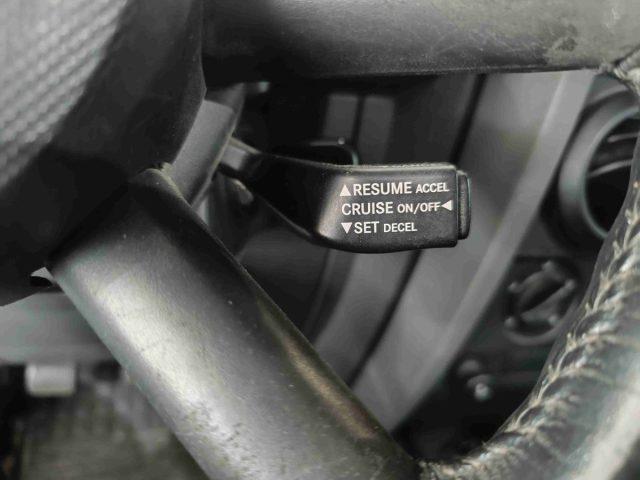 ▲RESUME ACCEL
CRUISE ON/OFF◀
▼SET DECEL